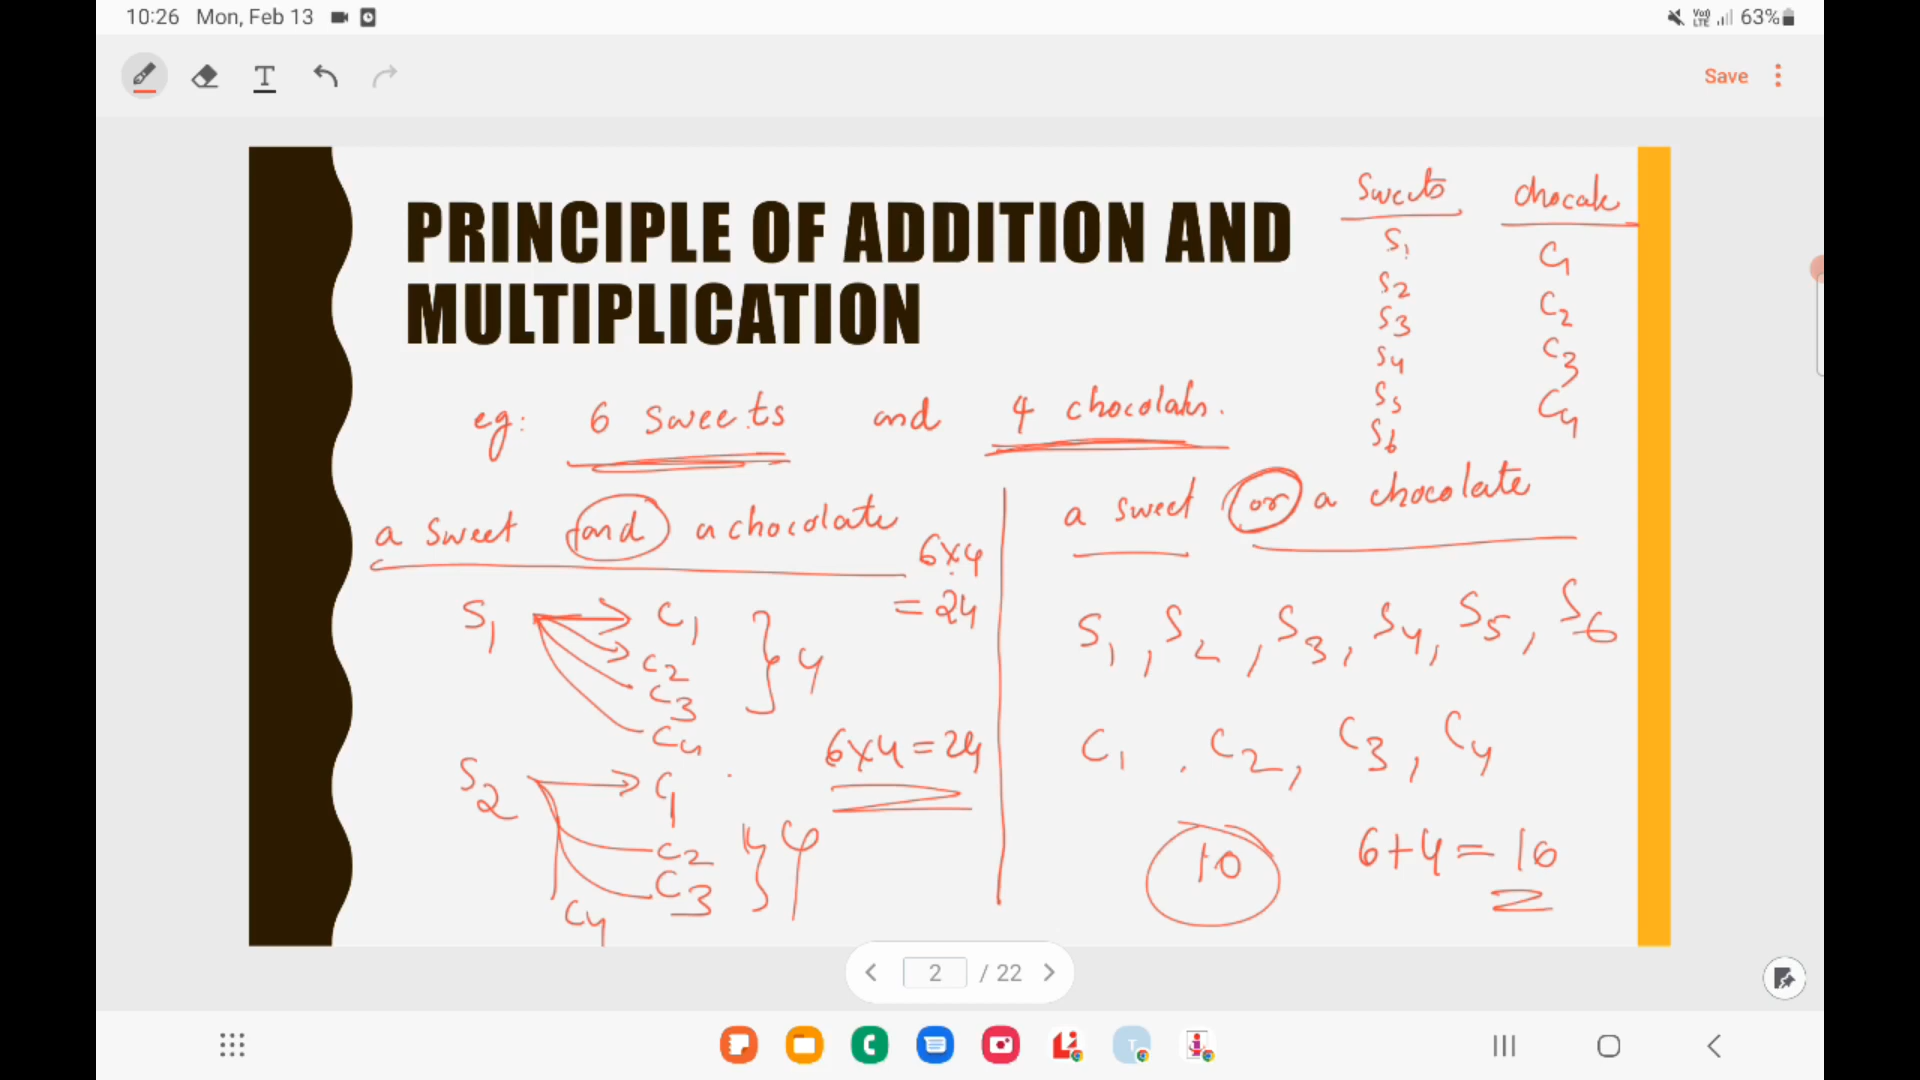 10:26 Mon, Feb 13
63%
Save
PRINCIPLE OF ADDITION AND
MULTIPLICATION
Sweets
S1
S2
S3
S4
S5
S6
C1
C2
C3
C4
eg: 6 sweets and 4
a sweet and a chocolate
6x4
= 24
S1 C1
C2
C3
C4
} 4
6x4=24
S2 C1
C2
C3
C4
} 4
a sweet or a chocolate
S1, S2, S3, S4, S5, S6
C1, C2, C3, C4
10
6+4=10
2 / 22